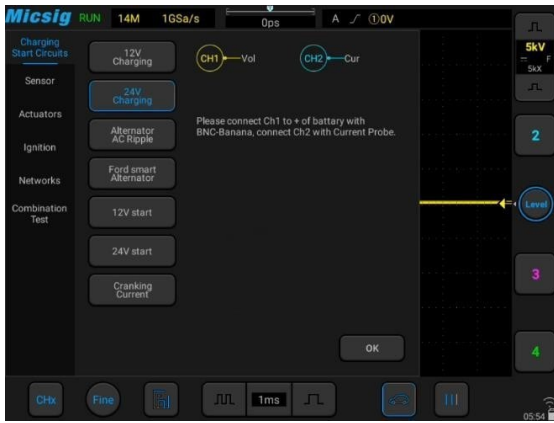 Micsig RUN 14M 1GSa/s 0ps A ①0V
Charging
Start Circuits
Sensor
Actuators
Ignition
Networks
Combination
Test
12V
Charging
24V
Charging
Alternator
AC Ripple
Ford smart
Alternator
12V start
24V start
Cranking
Current
CH1 Vol CH2 Cur
Please connect Ch1 to + of battary with
BNC-Banana, connect Ch2 with Current Probe.
OK
5kV
F
5kX
2
Level
3
4
CHx Fine 1ms
05:54